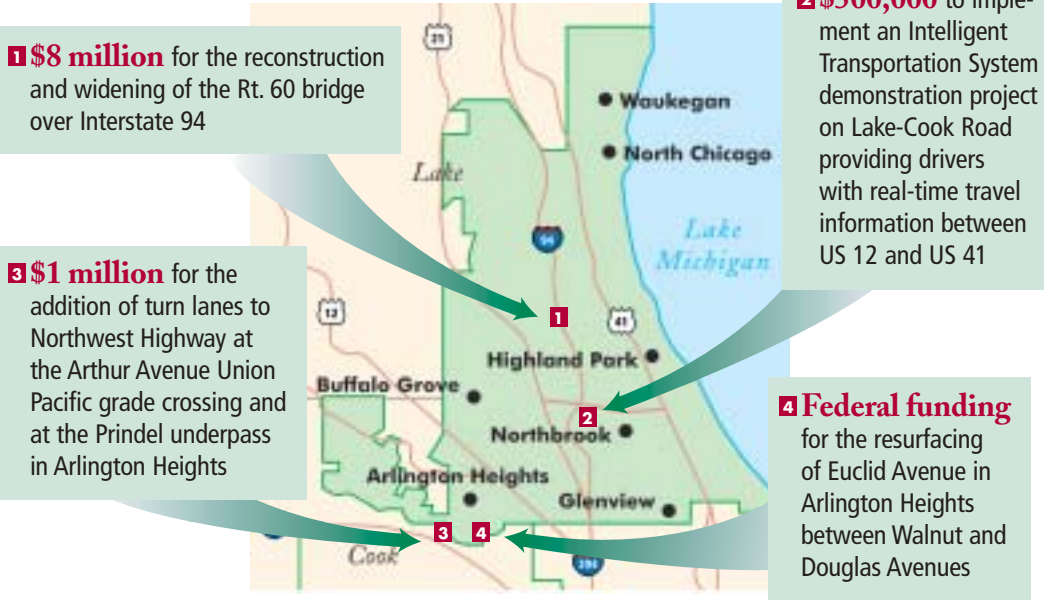 1 $8 million for the reconstruction
and widening of the Rt. 60 bridge
over Interstate 94
2 $500,000 to imple-
ment an Intelligent
Transportation System
demonstration project
on Lake-Cook Road
providing drivers
with real-time travel
information between
US 12 and US 41
3 $1 million for the
addition of turn lanes to
Northwest Highway at
the Arthur Avenue Union
Pacific grade crossing and
at the Prindel underpass
in Arlington Heights
4 Federal funding
for the resurfacing
of Euclid Avenue in
Arlington Heights
between Walnut and
Douglas Avenues
21
Waukegan
North Chicago
Lake
94
Lake
Michigan
12
1
41
Highland Park
Buffalo Grove
2
Northbrook
Arlington Heights
Glenview
3
4
Cook
294